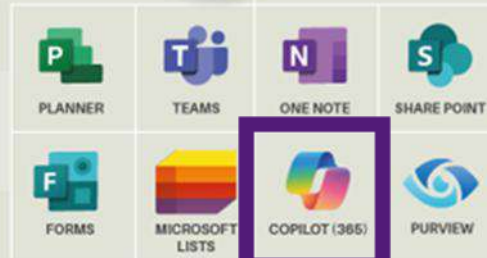 P
T
N
S
PLANNER
TEAMS
ONE NOTE
SHARE POINT
F
FORMS
MICROSOFT
LISTS
COPILOT (365)
PURVIEW